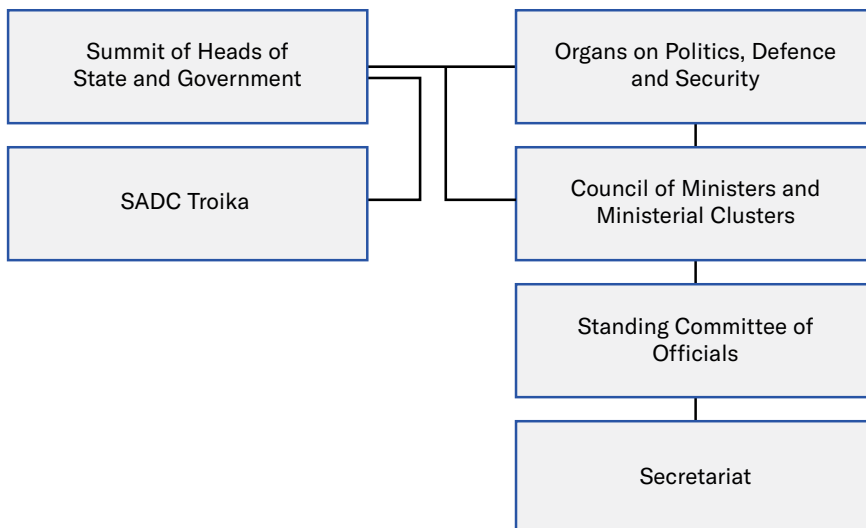 Summit of Heads of
State and Government
Organs on Politics, Defence
and Security
SADC Troika
Council of Ministers and
Ministerial Clusters
Standing Committee of
Officials
Secretariat